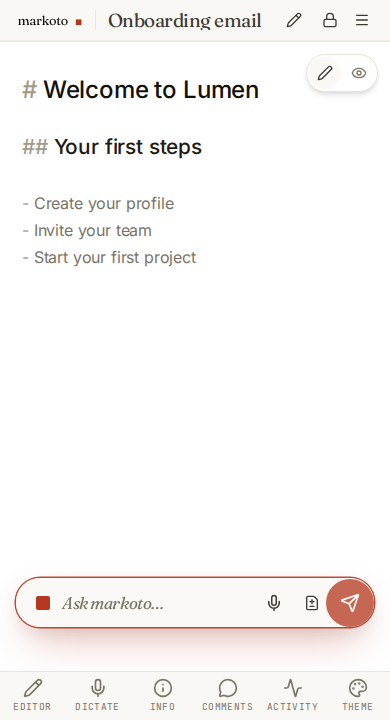 markoto
Onboarding email
# Welcome to Lumen
## Your first steps
- Create your profile
- Invite your team
- Start your first project
Ask markoto...
EDITOR
DICTATE
INFO
COMMENTS
ACTIVITY
THEME